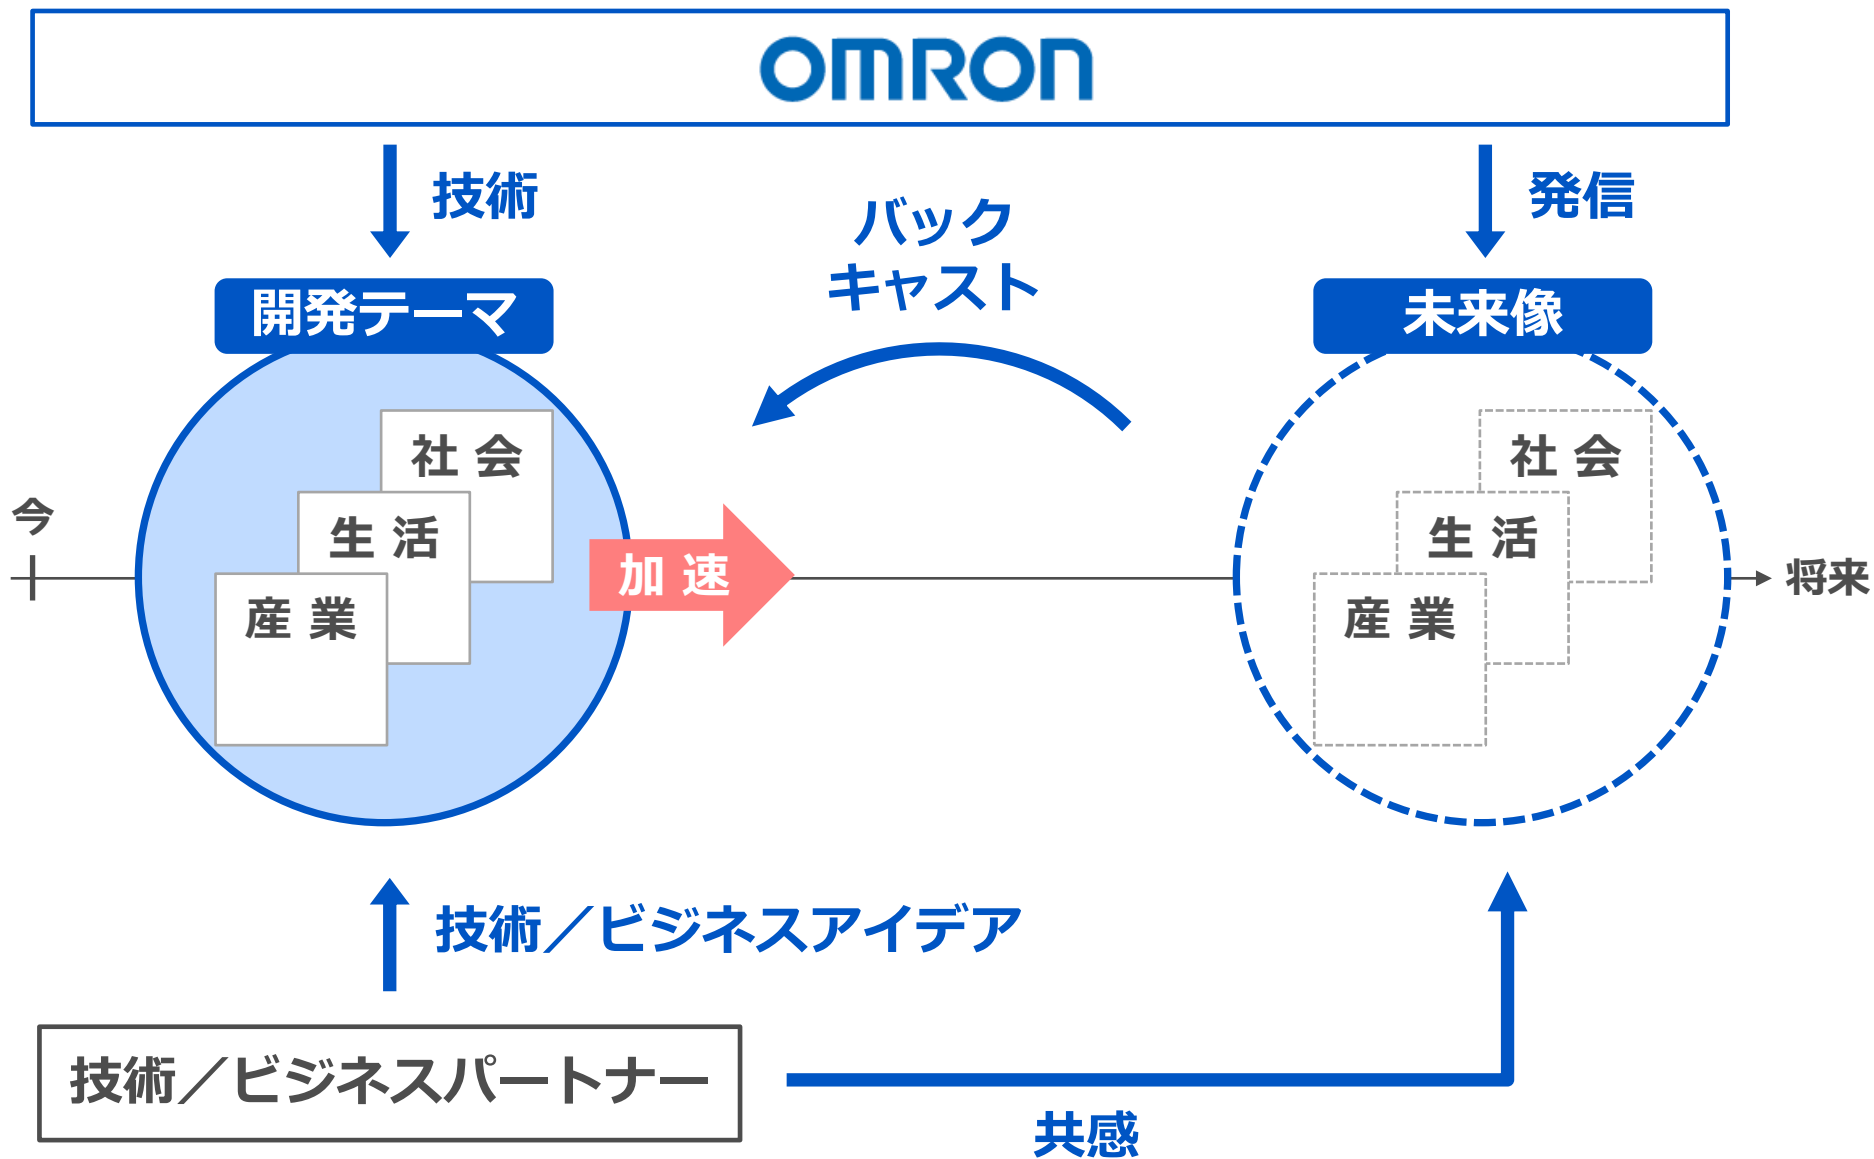 OMRON
技術
発信
バック
キャスト
開発テーマ
未来像
社会
生活
産業
社会
生活
産業
今
加速
将来
技術／ビジネスアイデア
技術／ビジネスパートナー
共感